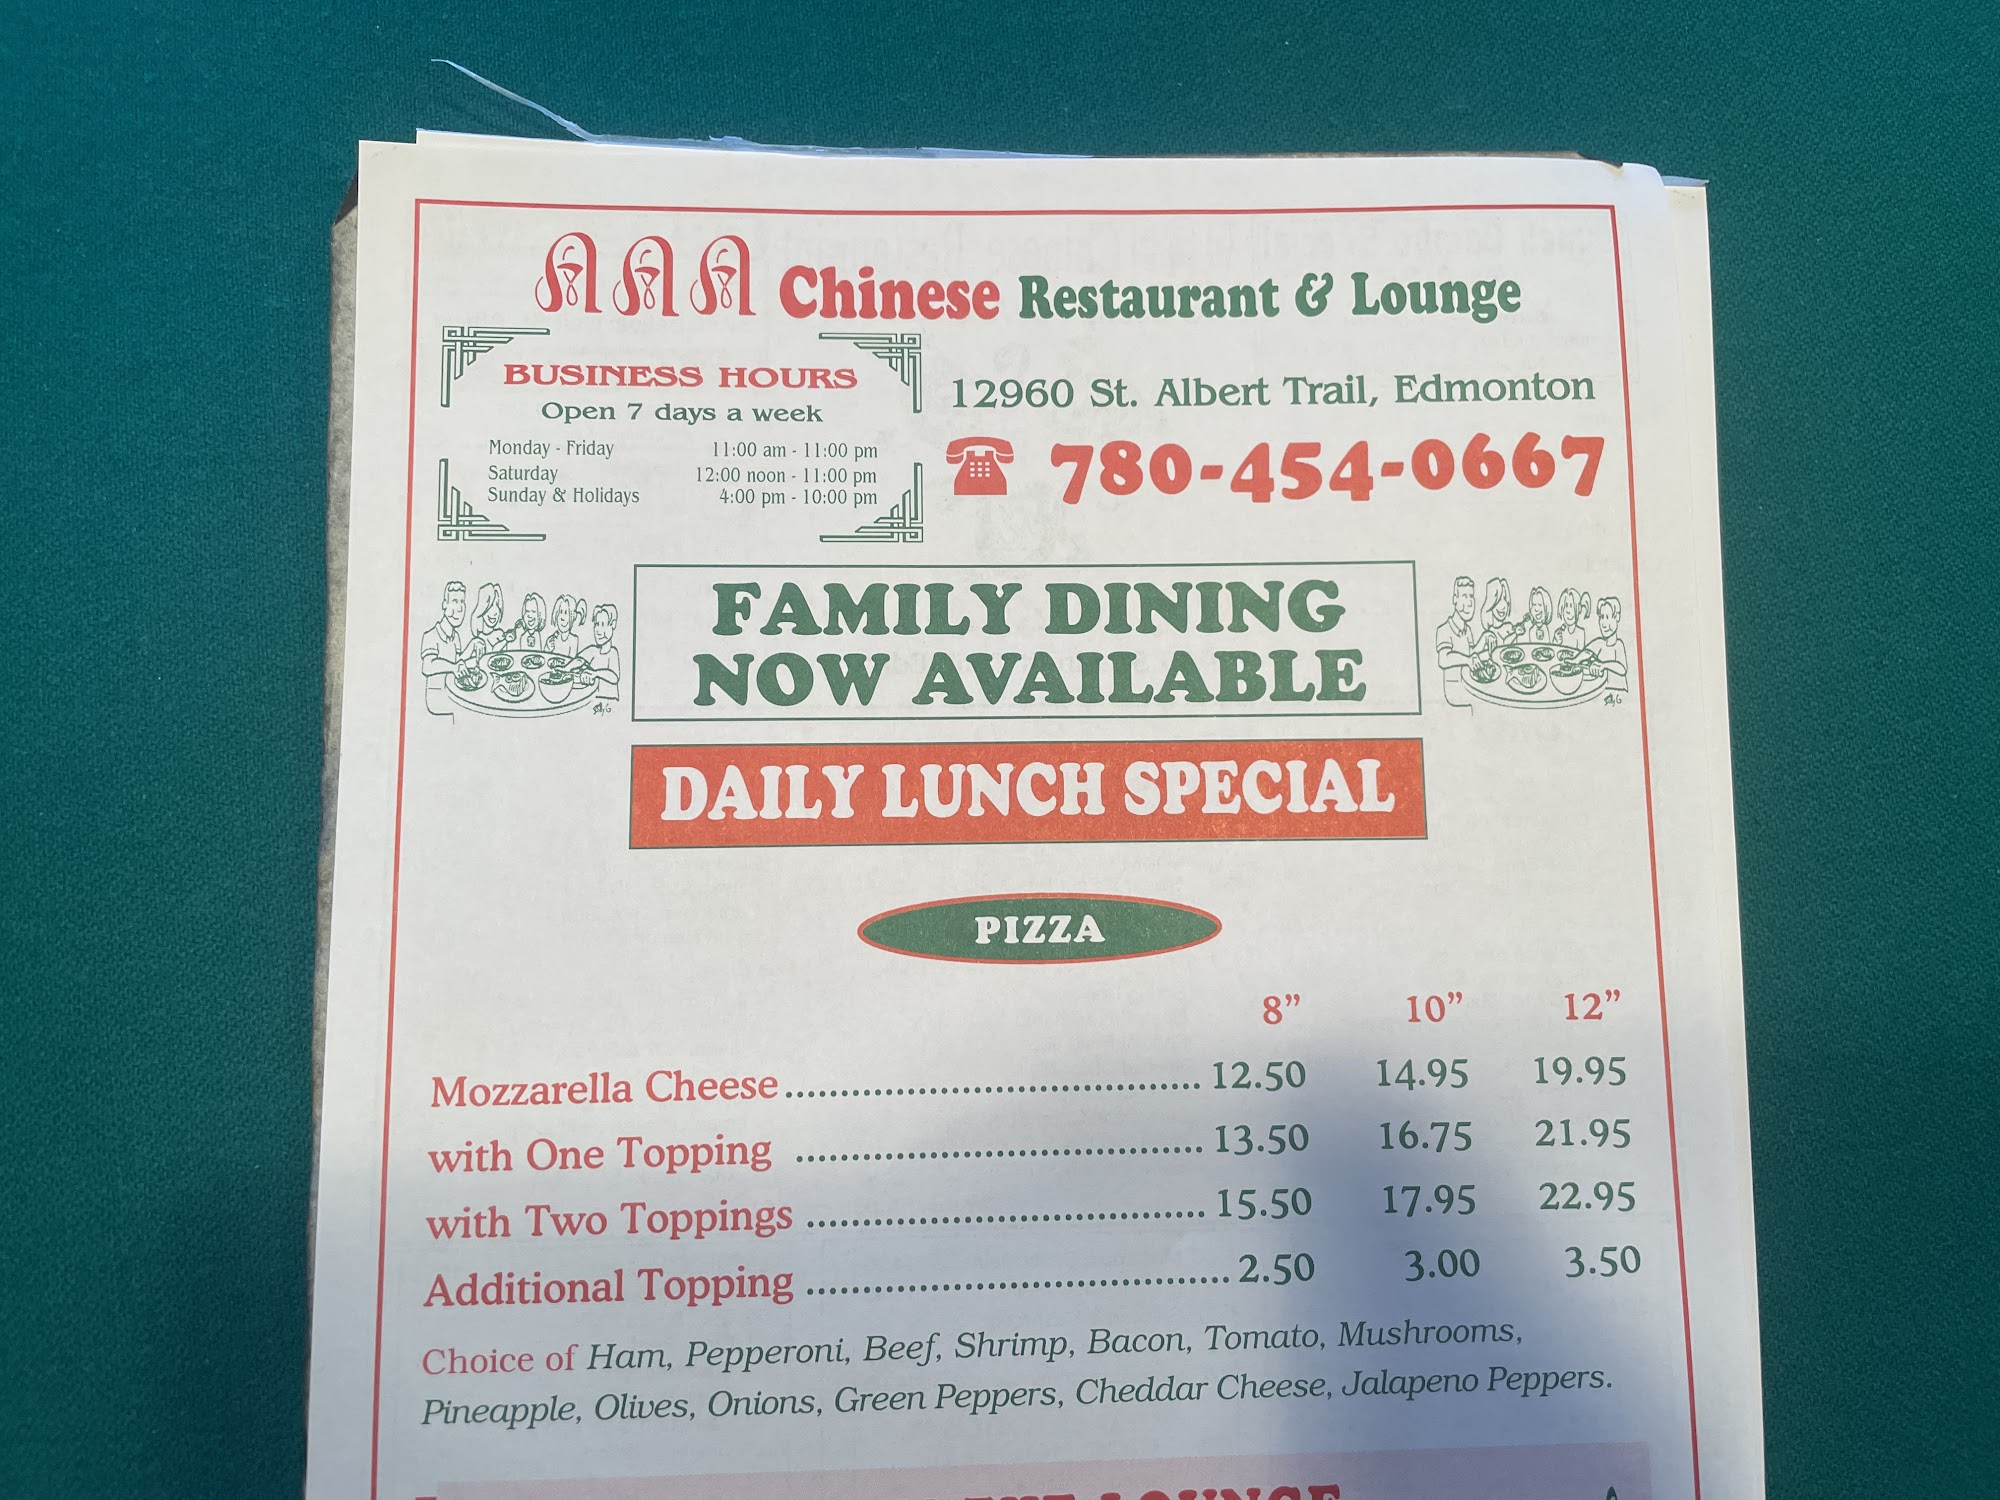 AAA Chinese Restaurant & Lounge
BUSINESS HOURS
Open 7 days a week
Monday - Friday 11:00 am - 11:00 pm
Saturday 12:00 noon - 11:00 pm
Sunday & Holidays 4:00 pm - 10:00 pm
12960 St. Albert Trail, Edmonton
780-454-0667
FAMILY DINING
NOW AVAILABLE
DAILY LUNCH SPECIAL
PIZZA
8” 10” 12”
Mozzarella Cheese 12.50 14.95 19.95
with One Topping 13.50 16.75 21.95
with Two Toppings 15.50 17.95 22.95
Additional Topping 2.50 3.00 3.50
Choice of Ham, Pepperoni, Beef, Shrimp, Bacon, Tomato, Mushrooms,
Pineapple, Olives, Onions, Green Peppers, Cheddar Cheese, Jalapeno Peppers.
LOUNGE